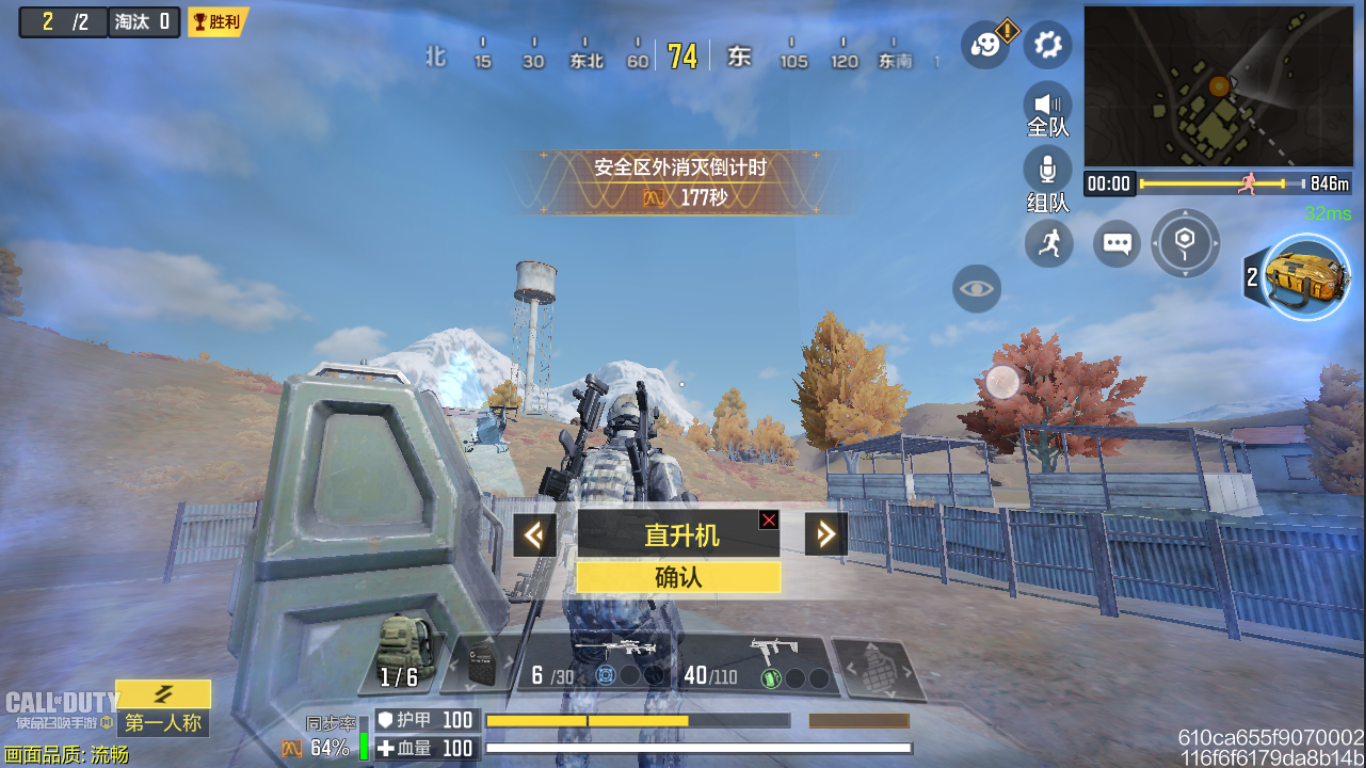 2 /2 淘汰 0 胜利
北 15 30 东北 60 74 东 105 120 东南 1
全队
安全区外消灭倒计时
177秒
00:00 846m
组队
32ms
2
直升机
确认
1/6 6 /30 40/110
CALL OF DUTY
使命召唤手游
第一人称
同步率 护甲 100
64% 血量 100
画面品质: 流畅
610ca655f9070002
116f6f6179da8b14b